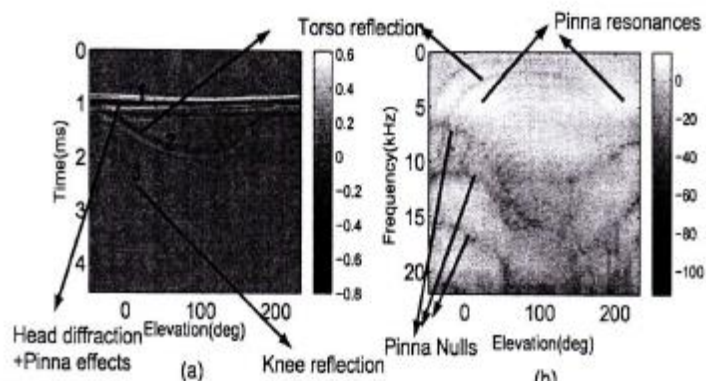 Torso reflection
Pinna resonances
0
1
2
3
4
Time(ms)
1
2
3
0.6
0.4
0.2
0
−0.2
−0.4
−0.6
−0.8
0
5
10
15
20
Frequency(kHz)
0
−20
−40
−60
−80
−100
0 100 200
Elevation(deg)
0 100 200
Elevation(deg)
Head diffraction
+Pinna effects
(a)
Knee reflection
Pinna Nulls
(b)